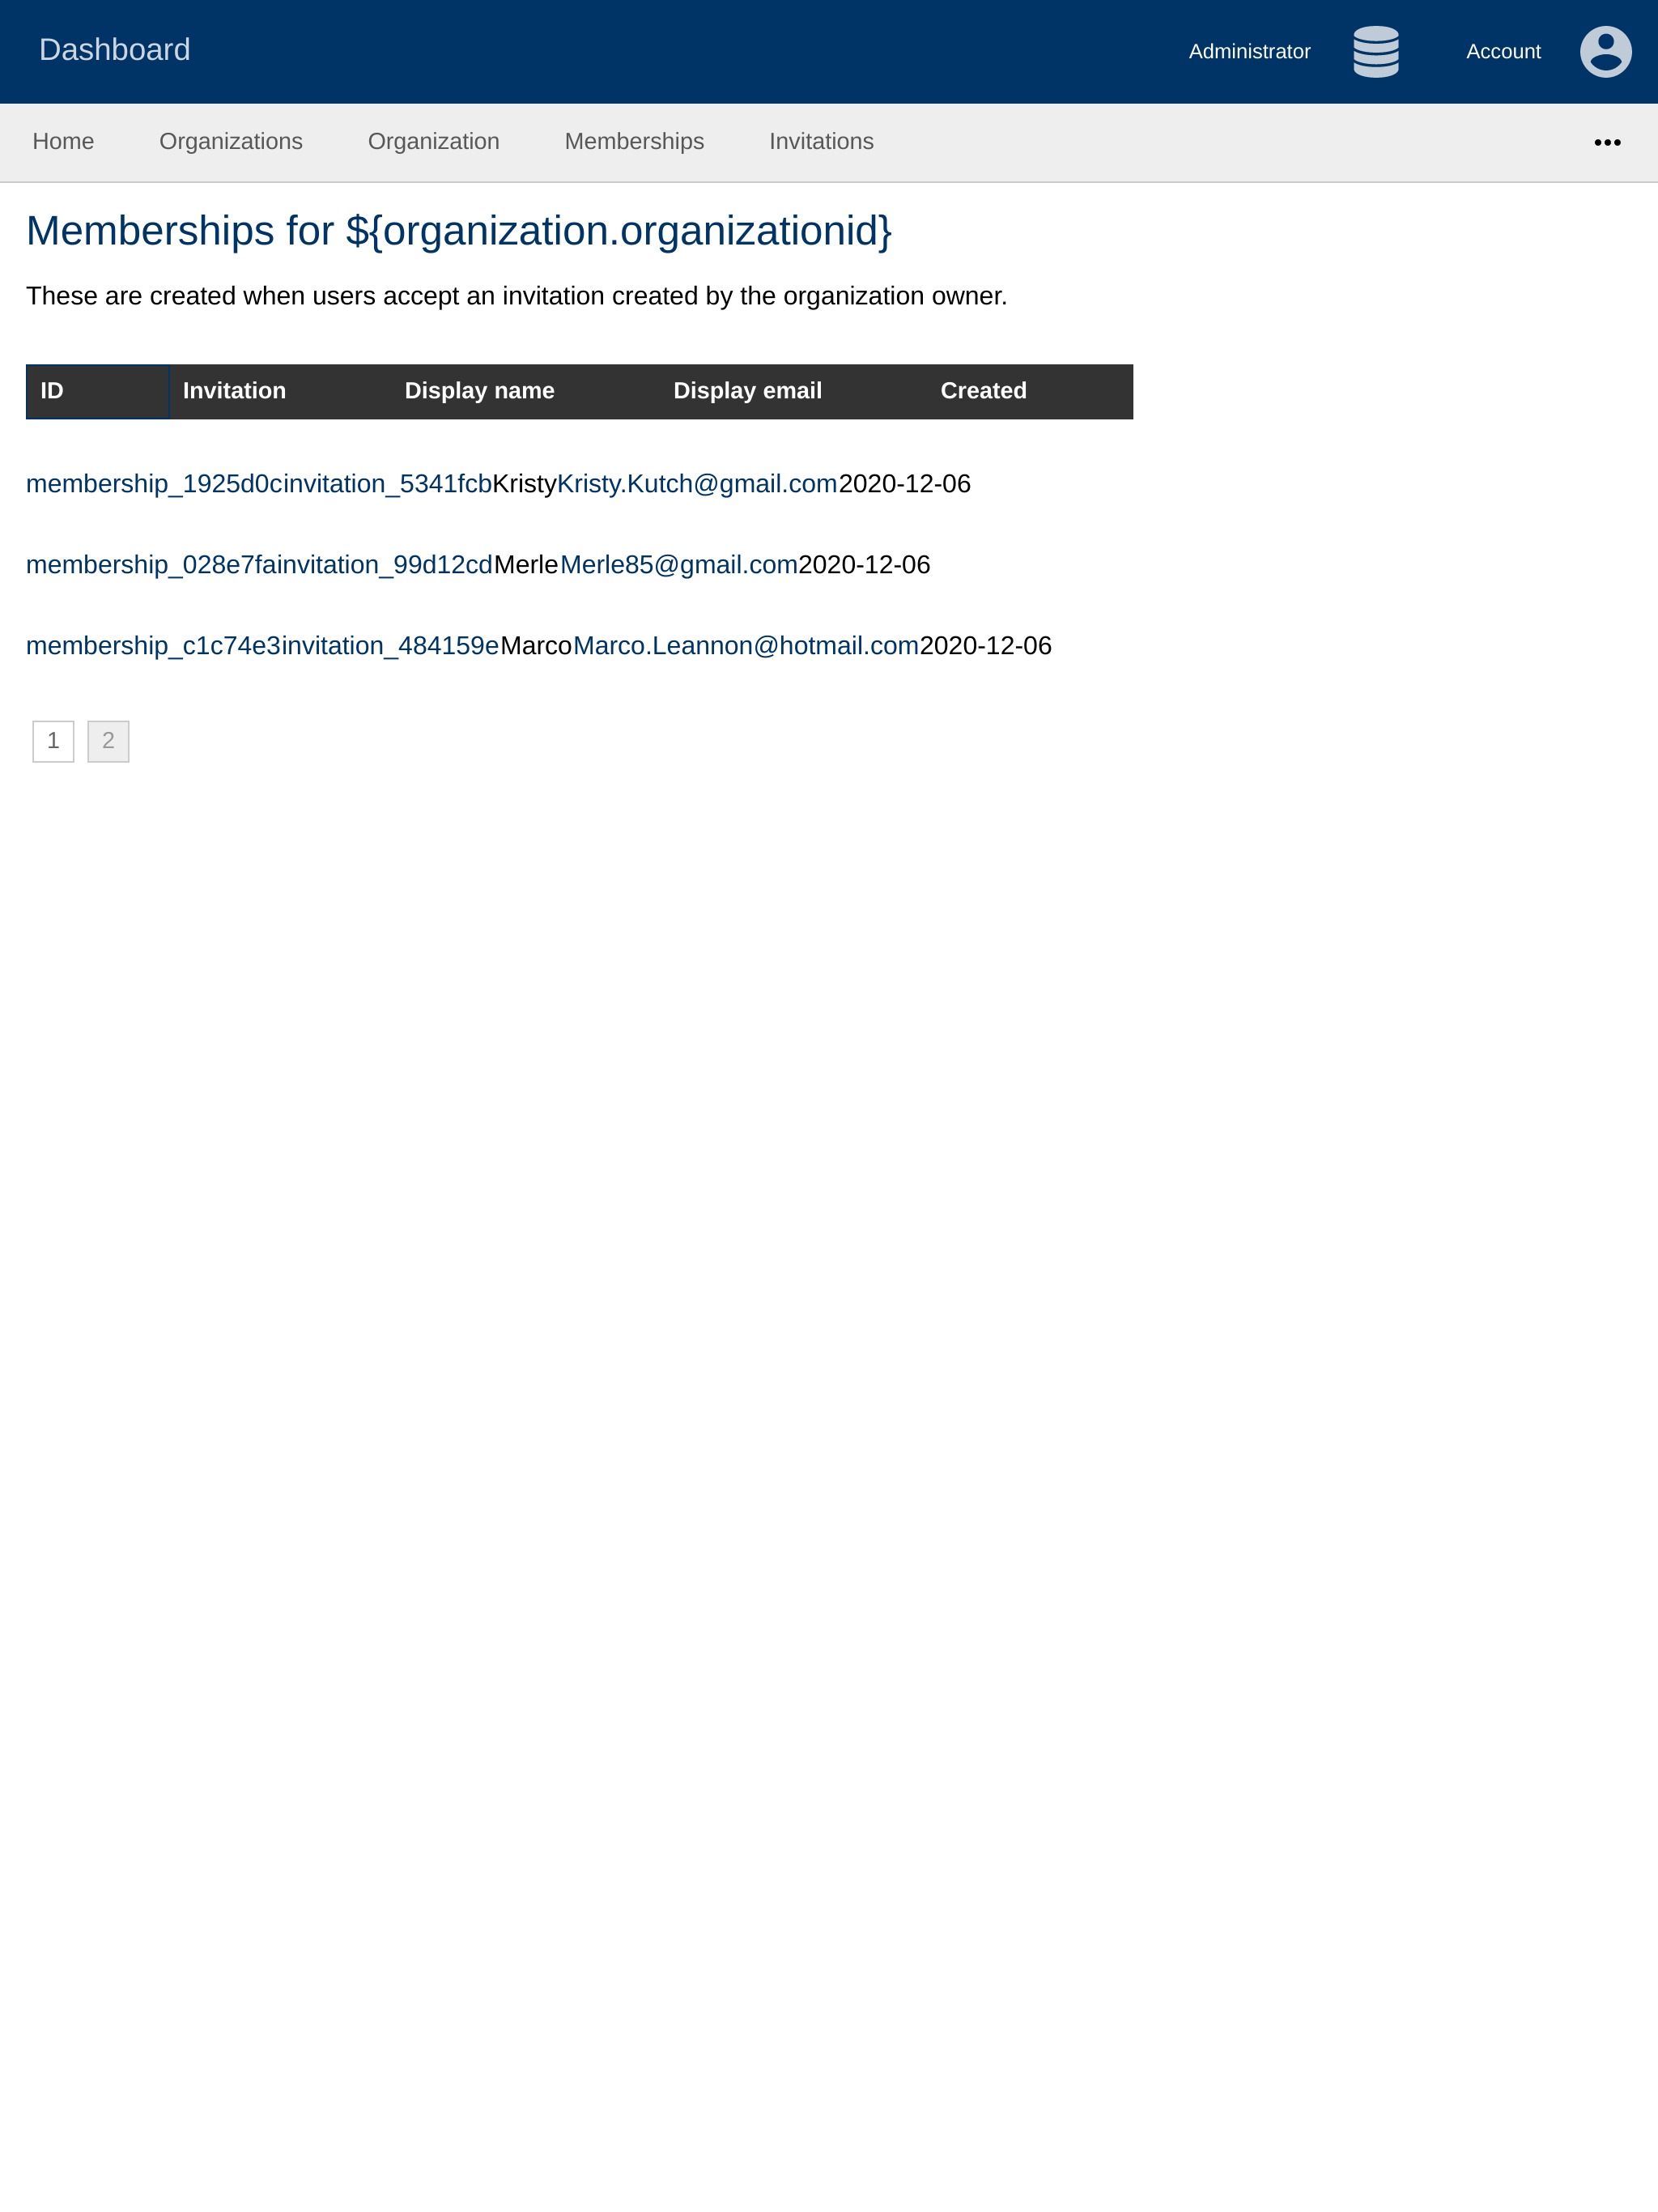 Dashboard
Administrator
Account
Home Organizations Organization Memberships Invitations
Memberships for ${organization.organizationid}
These are created when users accept an invitation created by the organization owner.
ID Invitation Display name Display email Created
membership_1925d0cinvitation_5341fcbKristyKristy.Kutch@gmail.com2020-12-06
membership_028e7fainvitation_99d12cdMerleMerle85@gmail.com2020-12-06
membership_c1c74e3invitation_484159eMarcoMarco.Leannon@hotmail.com2020-12-06
1 2